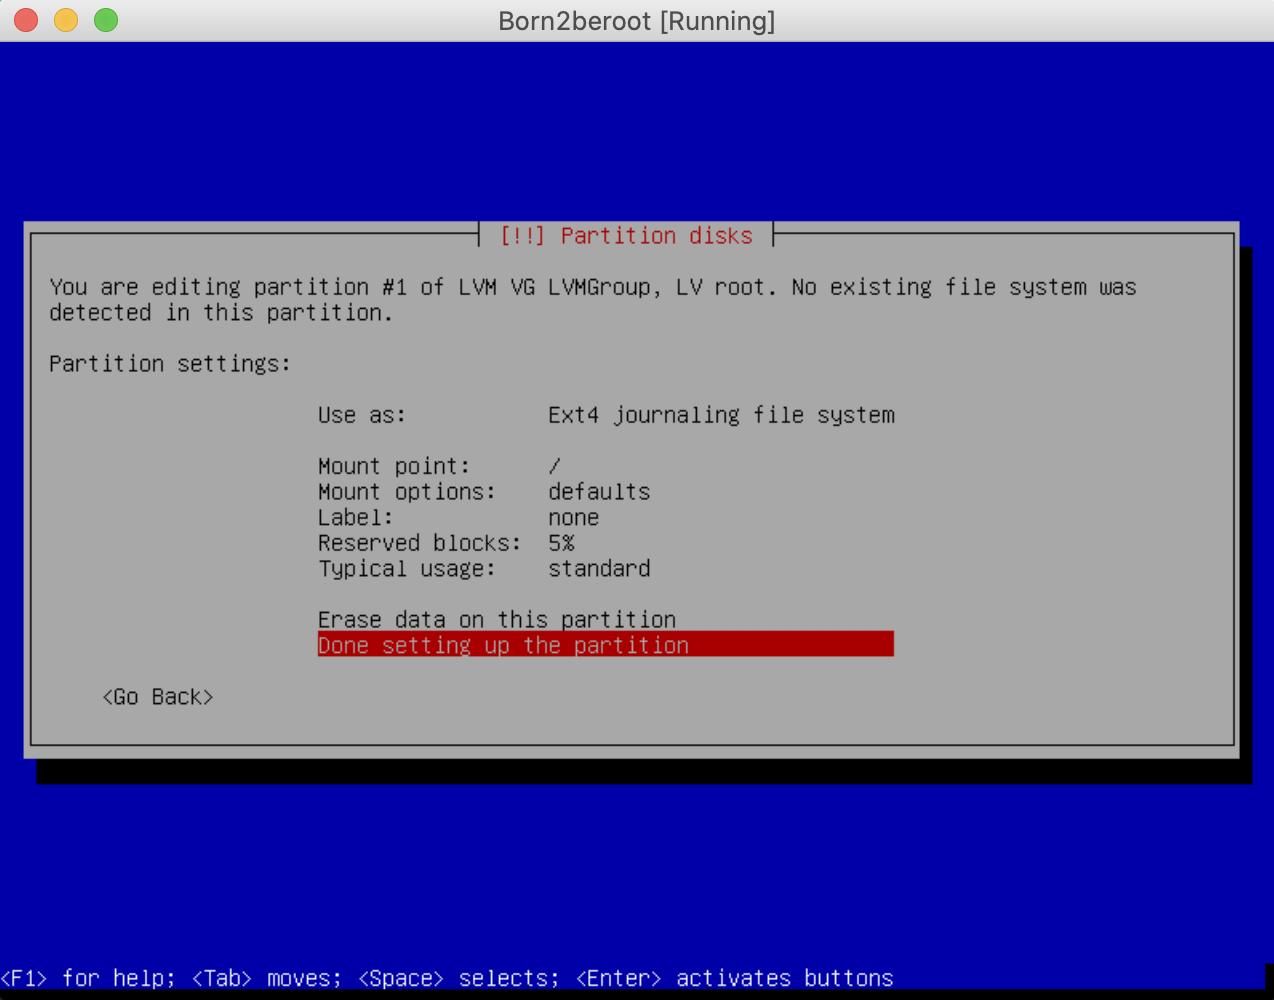 Born2beroot [Running]
[!!] Partition disks
You are editing partition #1 of LVM VG LVMGroup, LV root. No existing file system was
detected in this partition.
Partition settings:
Use as: Ext4 journaling file system
Mount point: /
Mount options: defaults
Label: none
Reserved blocks: 5%
Typical usage: standard
Erase data on this partition
Done setting up the partition
<Go Back>
<F1> for help; <Tab> moves; <Space> selects; <Enter> activates buttons